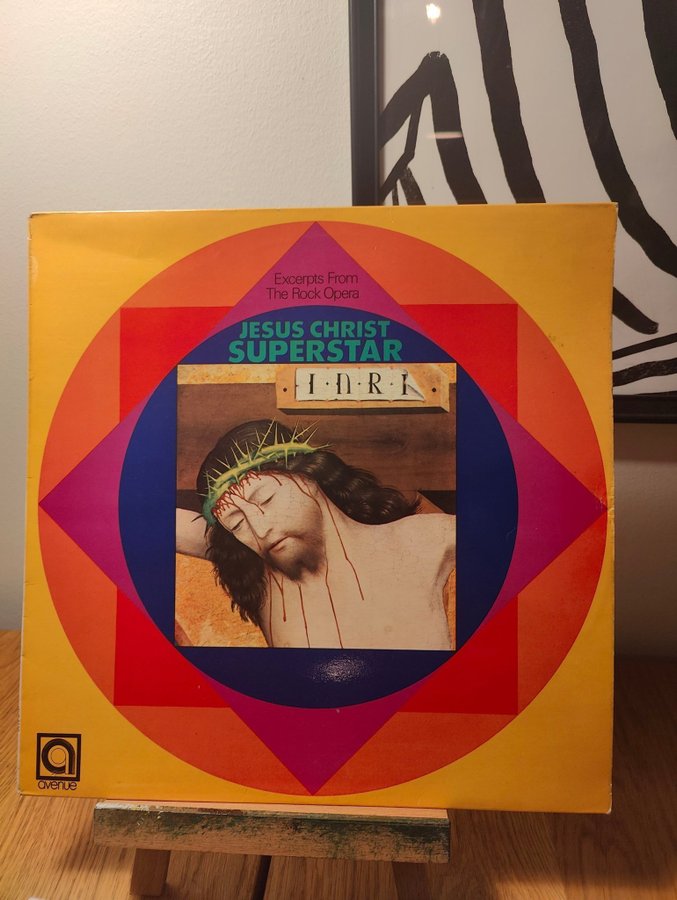 Excerpts From
The Rock Opera
JESUS CHRIST
SUPERSTAR
· I · N · R · I ·
a
avenue